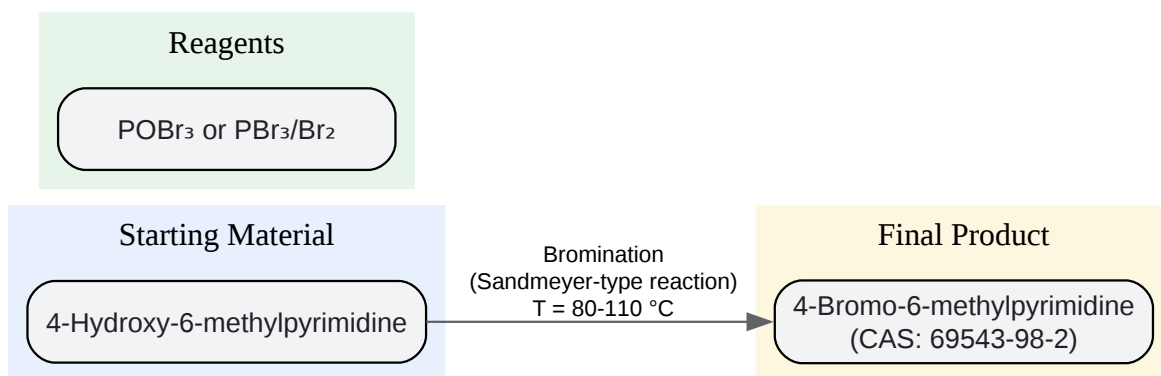 Reagents
POBr₃ or PBr₃/Br₂
Starting Material
4-Hydroxy-6-methylpyrimidine
Bromination
(Sandmeyer-type reaction)
T = 80-110 °C
Final Product
4-Bromo-6-methylpyrimidine
(CAS: 69543-98-2)